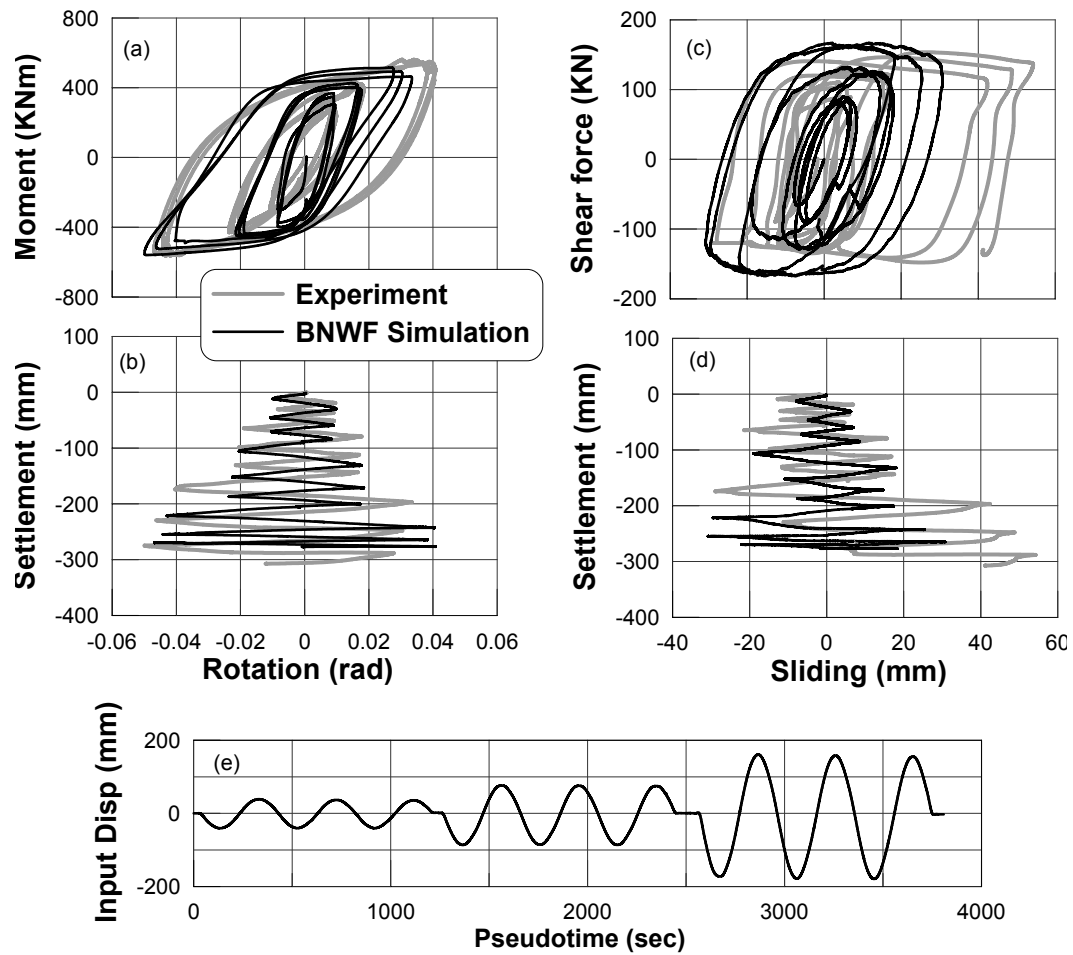 800
400
0
-400
-800
Moment (KNm)
(a)
200
100
0
-100
-200
Shear force (KN)
(c)
Experiment
BNWF Simulation
100
0
-100
-200
-300
-400
Settlement (mm)
(b)
-0.06 -0.04 -0.02 0 0.02 0.04 0.06
Rotation (rad)
100
0
-100
-200
-300
-400
Settlement (mm)
(d)
-40 -20 0 20 40 60
Sliding (mm)
200
0
-200
Input Disp (mm)
(e)
0 1000 2000 3000 4000
Pseudotime (sec)